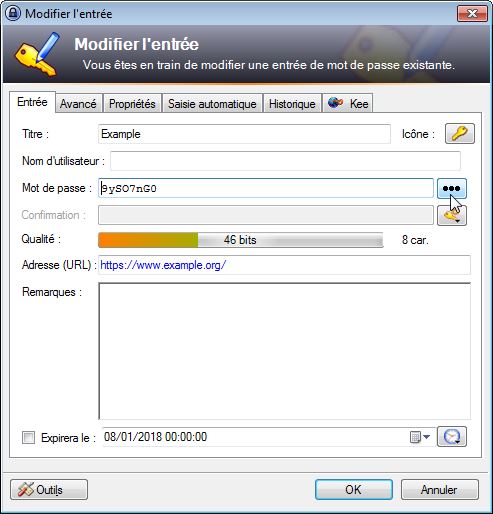 Modifier l'entrée
Modifier l'entrée
Vous êtes en train de modifier une entrée de mot de passe existante.
Entrée Avancé Propriétés Saisie automatique Historique Kee
Titre : Example Icône :
Nom d'utilisateur :
Mot de passe : 9ySO7nG0
Confirmation :
Qualité : 46 bits 8 car.
Adresse (URL) : https://www.example.org/
Remarques :
Expirera le : 08/01/2018 00:00:00
Outils OK Annuler